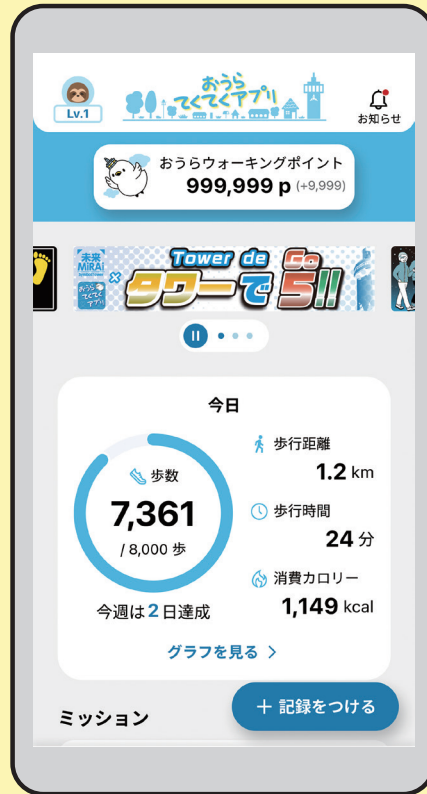 Lv.1
おうら
てくてくアプリ
お知らせ
おうらウォーキングポイント
999,999 p (+9,999)
未来
MiRAi
×
おうら
てくてく
アプリ
Tower de Go
タワーで5!!
今日
歩数
7,361
/ 8,000 歩
今週は2日達成
歩行距離
1.2 km
歩行時間
24 分
消費カロリー
1,149 kcal
グラフを見る >
ミッション
+ 記録をつける